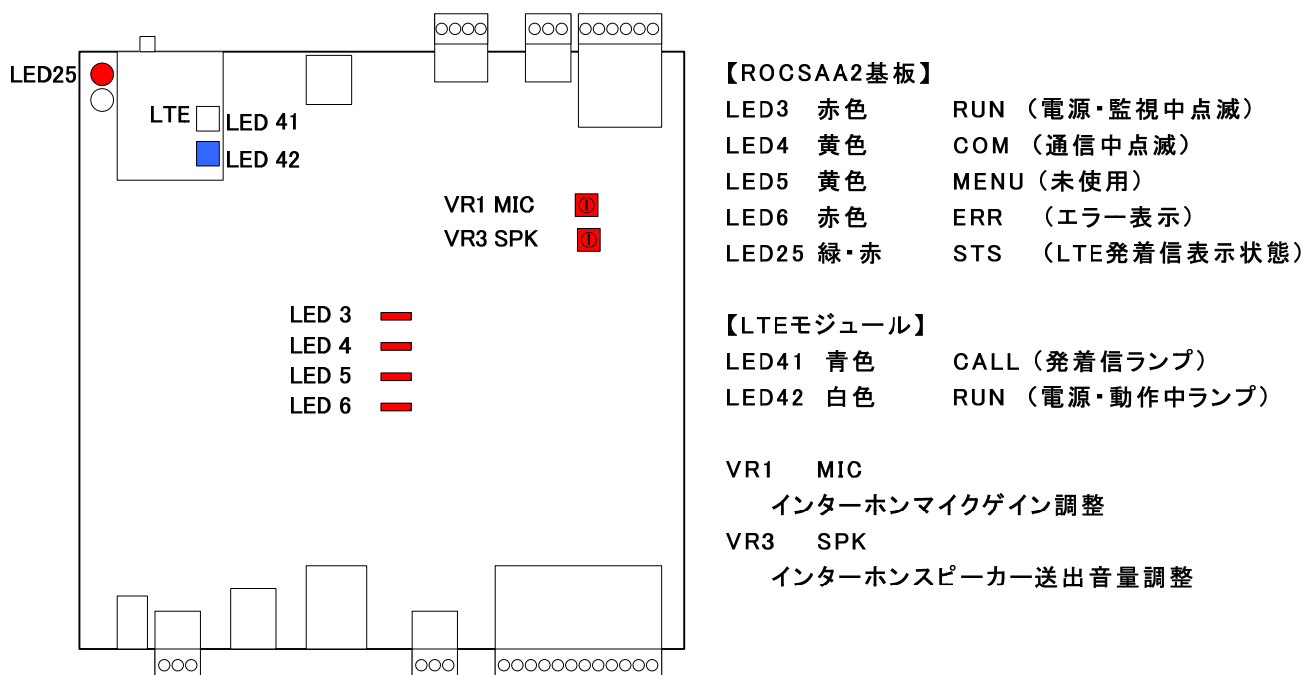 LED25
LTE
LED 41
LED 42
VR1 MIC
VR3 SPK
LED 3
LED 4
LED 5
LED 6
【ROCSAA2基板】
LED3 赤色 RUN (電源・監視中点滅)
LED4 黄色 COM (通信中点滅)
LED5 黄色 MENU (未使用)
LED6 赤色 ERR (エラー表示)
LED25 緑・赤 STS (LTE発着信表示状態)
【LTEモジュール】
LED41 青色 CALL (発着信ランプ)
LED42 白色 RUN (電源・動作中ランプ)
VR1 MIC
インターホンマイクゲイン調整
VR3 SPK
インターホンスピーカー送出音量調整